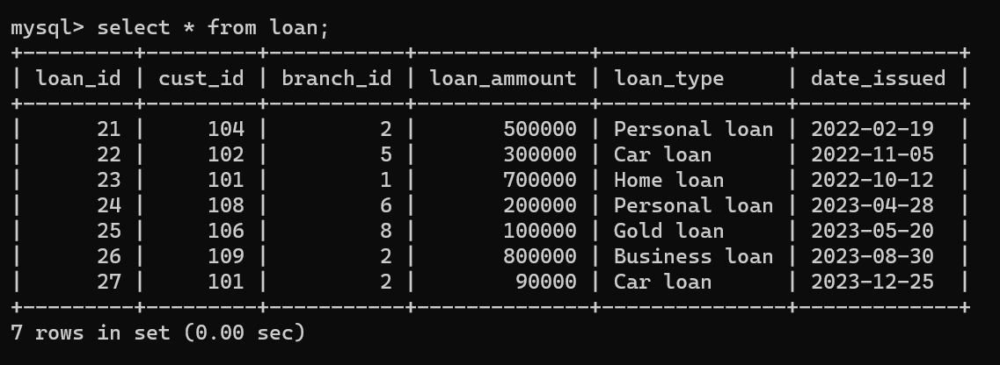 mysql> select * from loan;
+---------+---------+-----------+--------------+---------------+-------------+
| loan_id | cust_id | branch_id | loan_ammount | loan_type     | date_issued |
+---------+---------+-----------+--------------+---------------+-------------+
|      21 |     104 |         2 |       500000 | Personal loan | 2022-02-19  |
|      22 |     102 |         5 |       300000 | Car loan      | 2022-11-05  |
|      23 |     101 |         1 |       700000 | Home loan     | 2022-10-12  |
|      24 |     108 |         6 |       200000 | Personal loan | 2023-04-28  |
|      25 |     106 |         8 |       100000 | Gold loan     | 2023-05-20  |
|      26 |     109 |         2 |       800000 | Business loan | 2023-08-30  |
|      27 |     101 |         2 |        90000 | Car loan      | 2023-12-25  |
+---------+---------+-----------+--------------+---------------+-------------+
7 rows in set (0.00 sec)